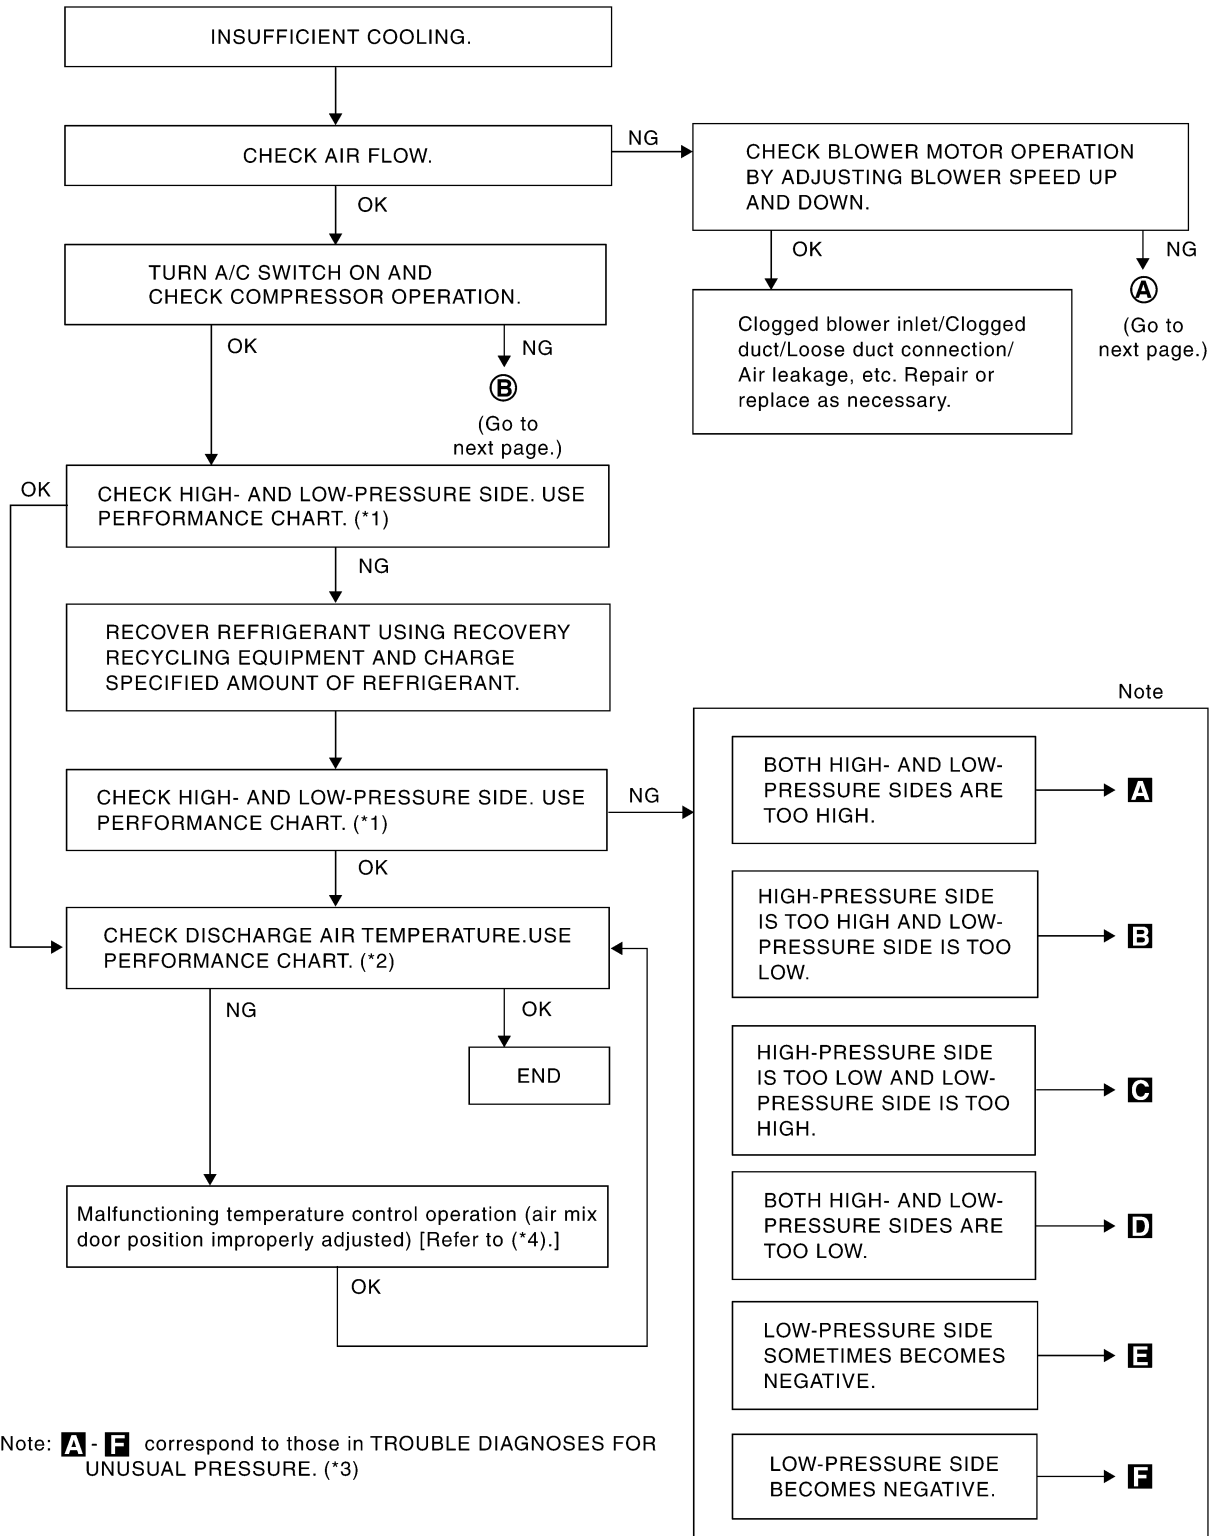 INSUFFICIENT COOLING.
CHECK AIR FLOW.
NG
CHECK BLOWER MOTOR OPERATION
BY ADJUSTING BLOWER SPEED UP
AND DOWN.
OK
OK
NG
A
(Go to
next page.)
TURN A/C SWITCH ON AND
CHECK COMPRESSOR OPERATION.
Clogged blower inlet/Clogged
duct/Loose duct connection/
Air leakage, etc. Repair or
replace as necessary.
OK
NG
B
(Go to
next page.)
OK
CHECK HIGH- AND LOW-PRESSURE SIDE. USE
PERFORMANCE CHART. (*1)
NG
RECOVER REFRIGERANT USING RECOVERY
RECYCLING EQUIPMENT AND CHARGE
SPECIFIED AMOUNT OF REFRIGERANT.
CHECK HIGH- AND LOW-PRESSURE SIDE. USE
PERFORMANCE CHART. (*1)
NG
OK
CHECK DISCHARGE AIR TEMPERATURE.USE
PERFORMANCE CHART. (*2)
NG
OK
END
Malfunctioning temperature control operation (air mix
door position improperly adjusted) [Refer to (*4).]
OK
Note
BOTH HIGH- AND LOW-
PRESSURE SIDES ARE
TOO HIGH.
A
HIGH-PRESSURE SIDE
IS TOO HIGH AND LOW-
PRESSURE SIDE IS TOO
LOW.
B
HIGH-PRESSURE SIDE
IS TOO LOW AND LOW-
PRESSURE SIDE IS TOO
HIGH.
C
BOTH HIGH- AND LOW-
PRESSURE SIDES ARE
TOO LOW.
D
LOW-PRESSURE SIDE
SOMETIMES BECOMES
NEGATIVE.
E
LOW-PRESSURE SIDE
BECOMES NEGATIVE.
F
Note: A - F correspond to those in TROUBLE DIAGNOSES FOR
UNUSUAL PRESSURE. (*3)